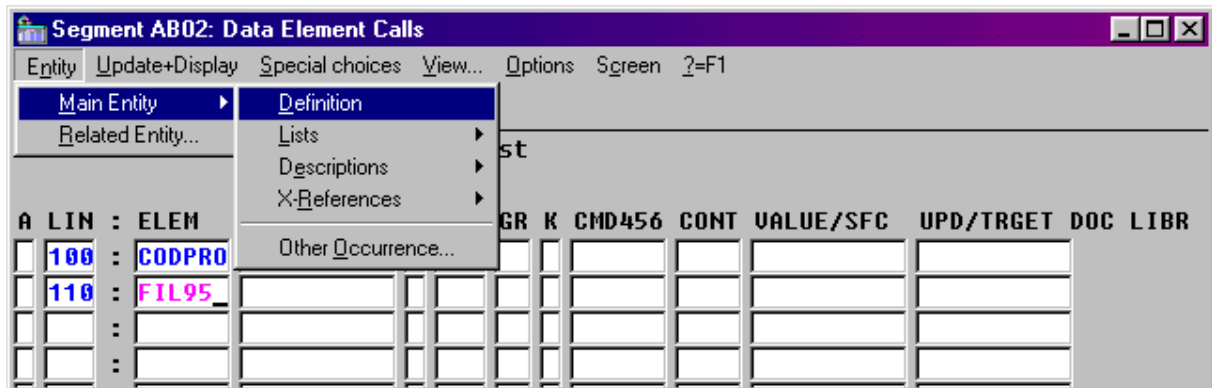 Segment AB02: Data Element Calls
Entity Update+Display Special choices View... Options Screen ?=F1
Main Entity Definition
Related Entity... Lists
st
Descriptions
X-References
A LIN : ELEM GR K CMD456 CONT VALUE/SFC UPD/TRGET DOC LIBR
Other Occurrence...
100 : CODPRO
110 : FIL95_
:
: